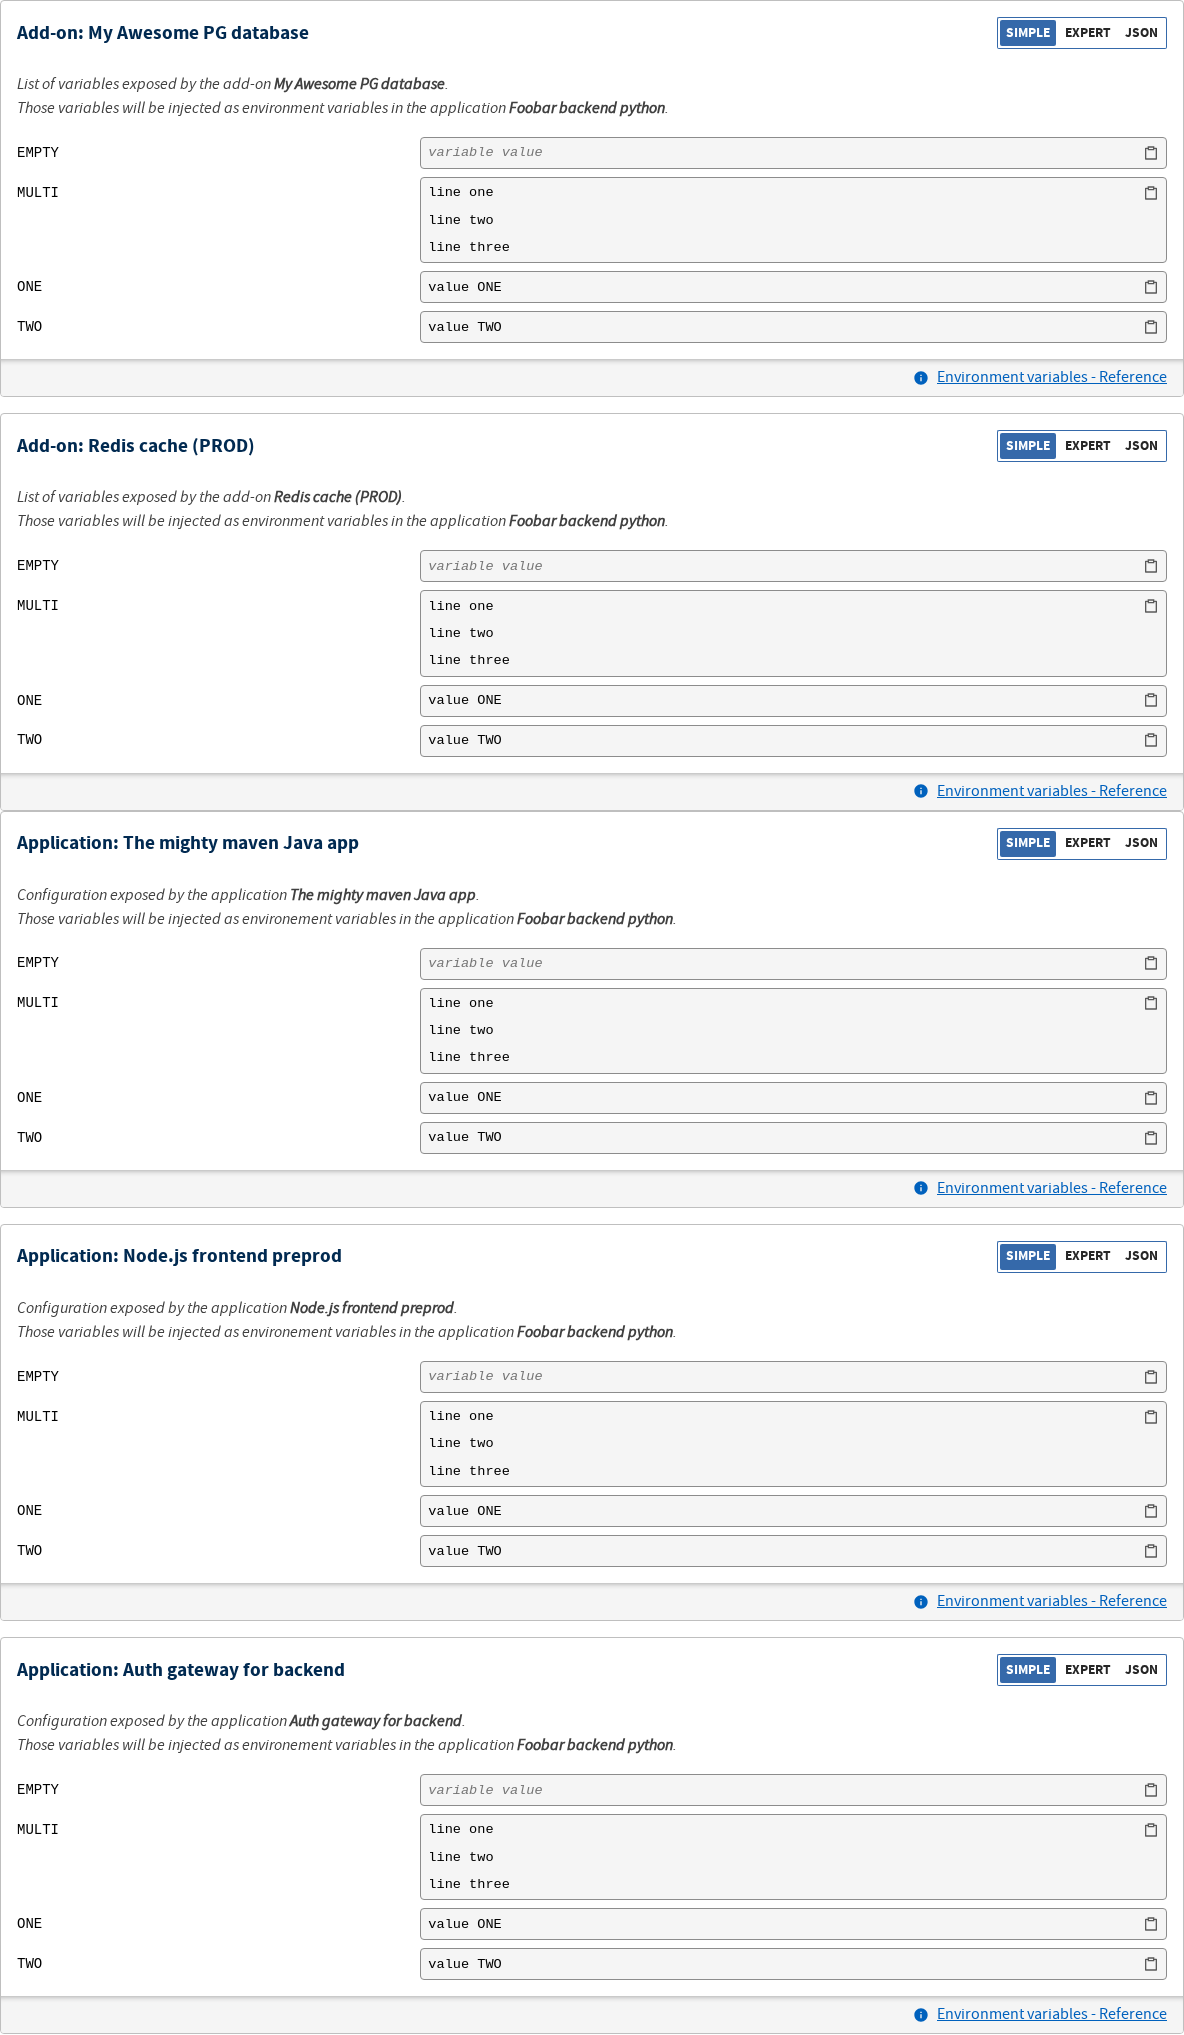 Add-on: My Awesome PG database
SIMPLE EXPERT JSON
List of variables exposed by the add-on My Awesome PG database.
Those variables will be injected as environment variables in the application Foobar backend python.
EMPTY variable value
MULTI line one
line two
line three
ONE value ONE
TWO value TWO
Environment variables - Reference
Add-on: Redis cache (PROD)
SIMPLE EXPERT JSON
List of variables exposed by the add-on Redis cache (PROD).
Those variables will be injected as environment variables in the application Foobar backend python.
EMPTY variable value
MULTI line one
line two
line three
ONE value ONE
TWO value TWO
Environment variables - Reference
Application: The mighty maven Java app
SIMPLE EXPERT JSON
Configuration exposed by the application The mighty maven Java app.
Those variables will be injected as environement variables in the application Foobar backend python.
EMPTY variable value
MULTI line one
line two
line three
ONE value ONE
TWO value TWO
Environment variables - Reference
Application: Node.js frontend preprod
SIMPLE EXPERT JSON
Configuration exposed by the application Node.js frontend preprod.
Those variables will be injected as environement variables in the application Foobar backend python.
EMPTY variable value
MULTI line one
line two
line three
ONE value ONE
TWO value TWO
Environment variables - Reference
Application: Auth gateway for backend
SIMPLE EXPERT JSON
Configuration exposed by the application Auth gateway for backend.
Those variables will be injected as environement variables in the application Foobar backend python.
EMPTY variable value
MULTI line one
line two
line three
ONE value ONE
TWO value TWO
Environment variables - Reference